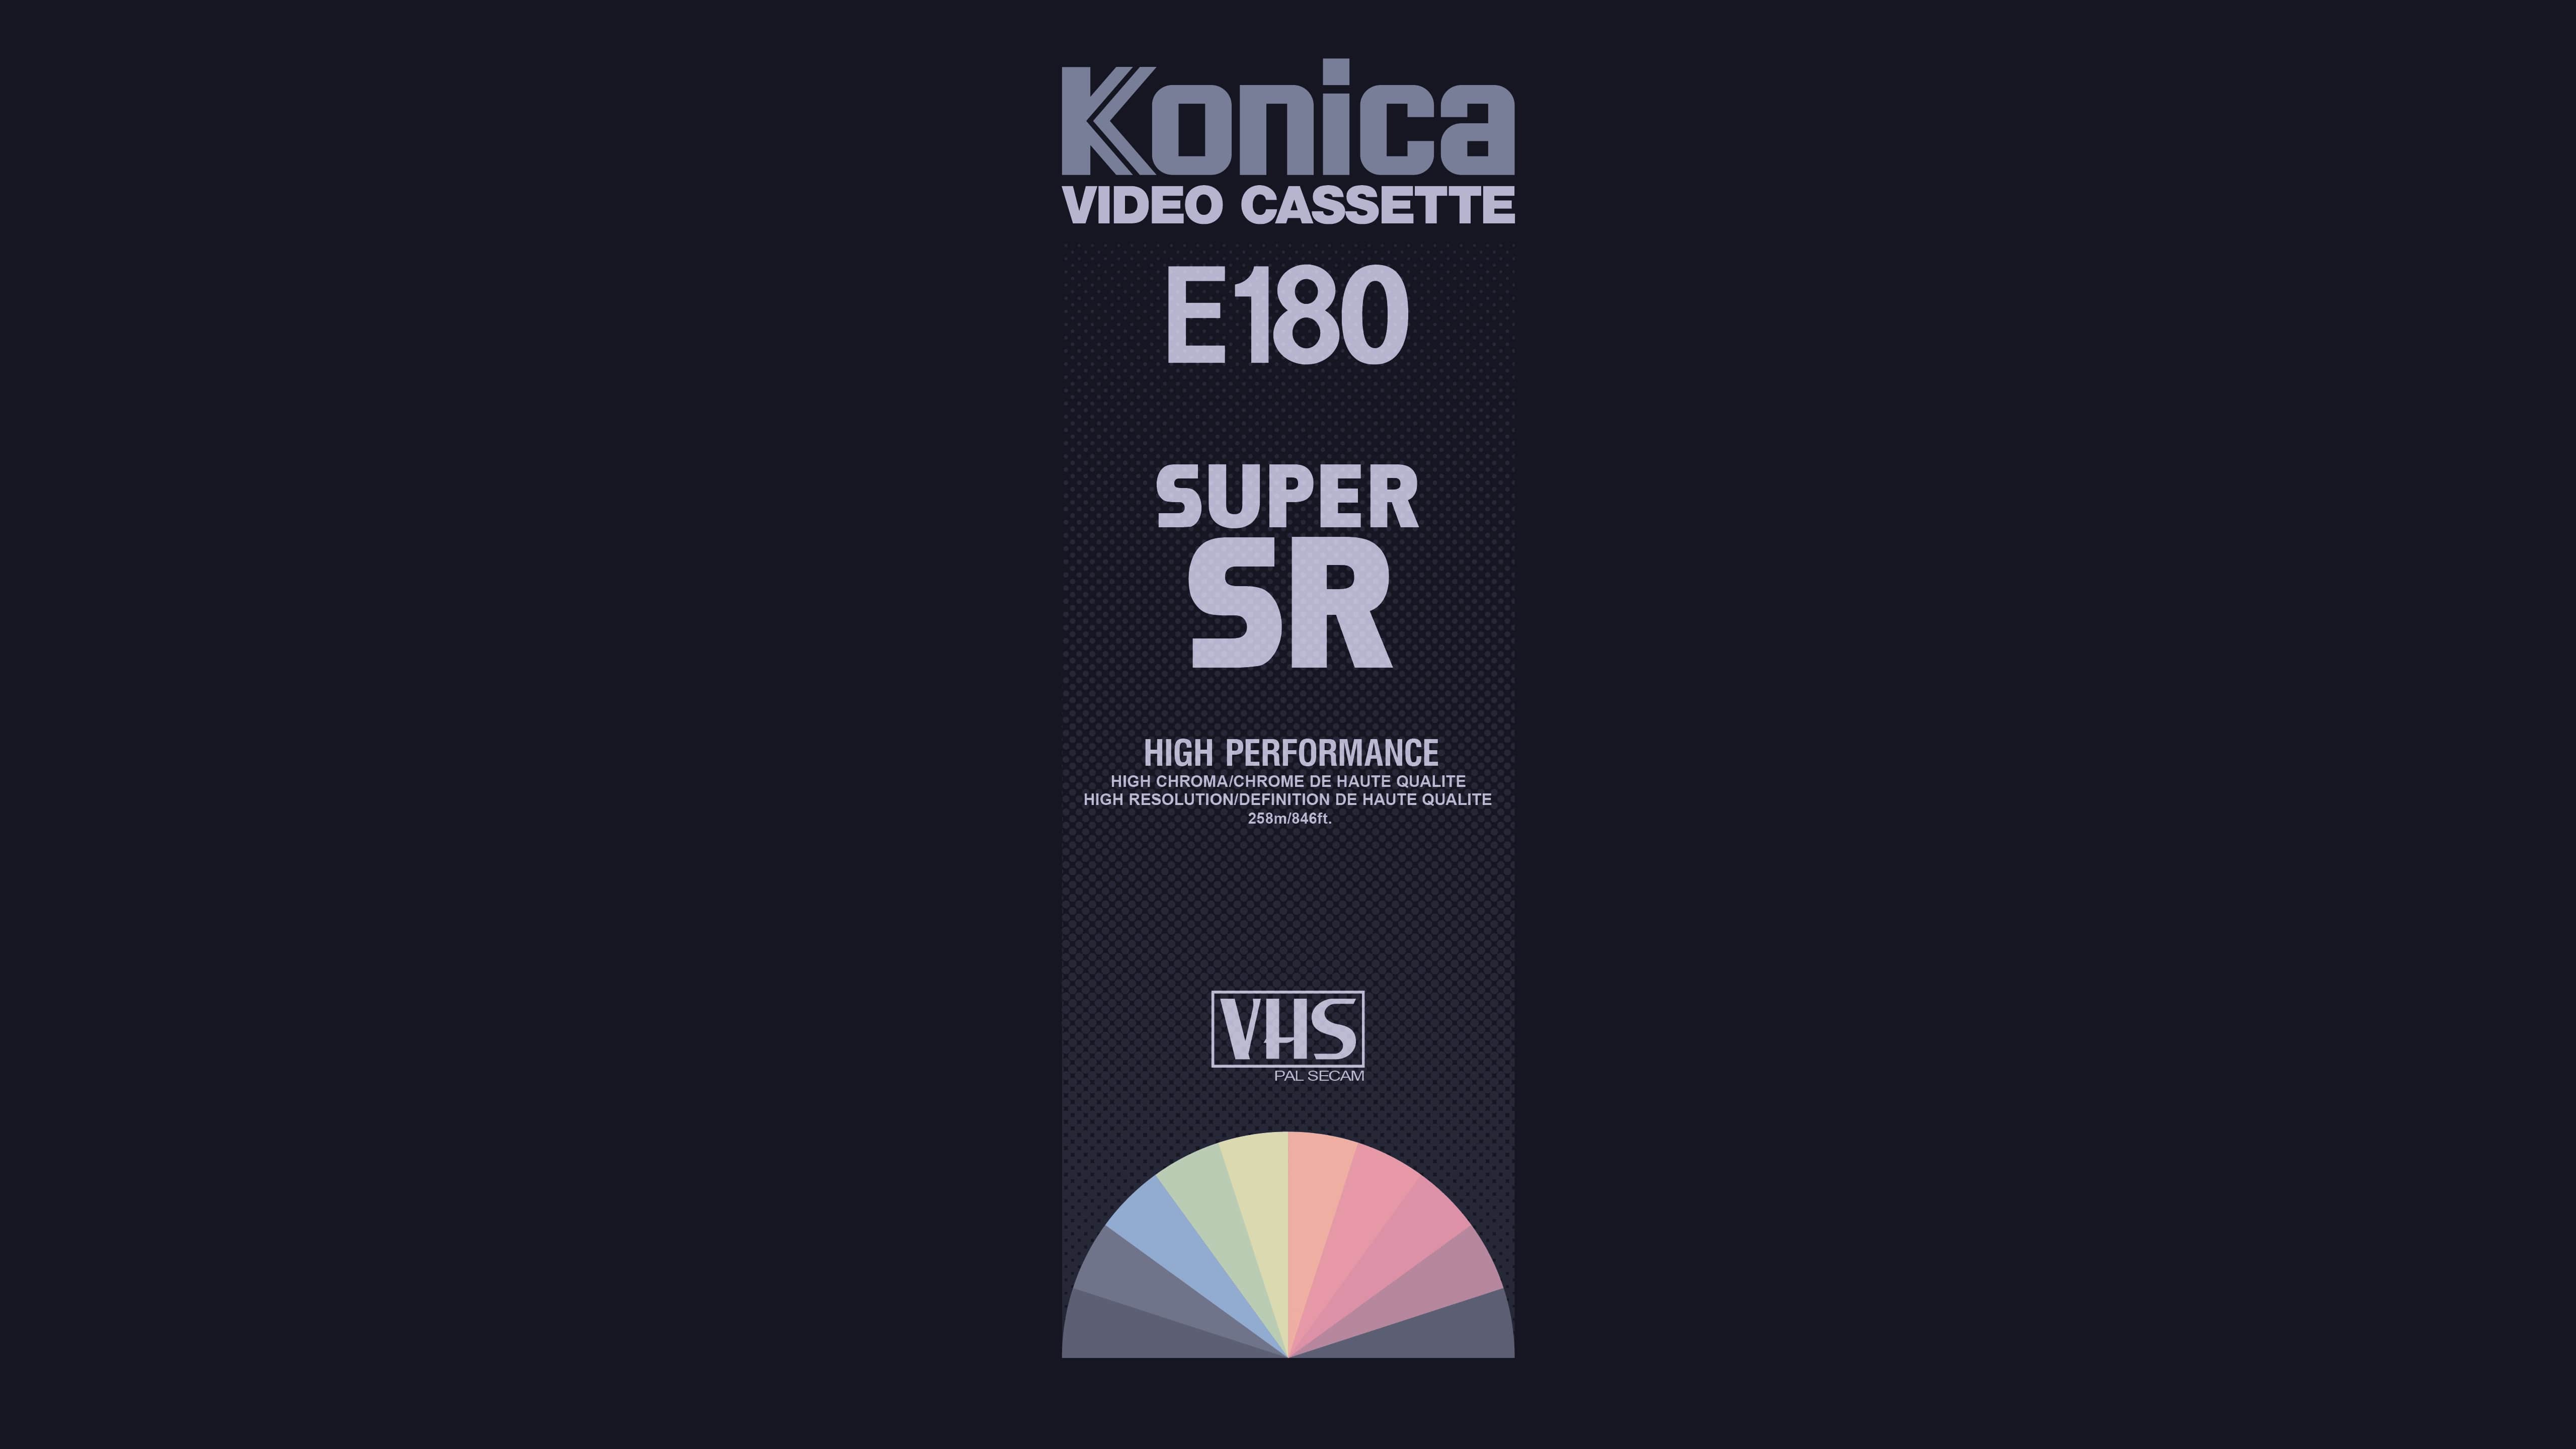 Konica
VIDEO CASSETTE
E180
SUPER
SR
HIGH PERFORMANCE
HIGH CHROMA/CHROME DE HAUTE QUALITE
HIGH RESOLUTION/DEFINITION DE HAUTE QUALITE
258m/846ft.
VHS
PAL SECAM